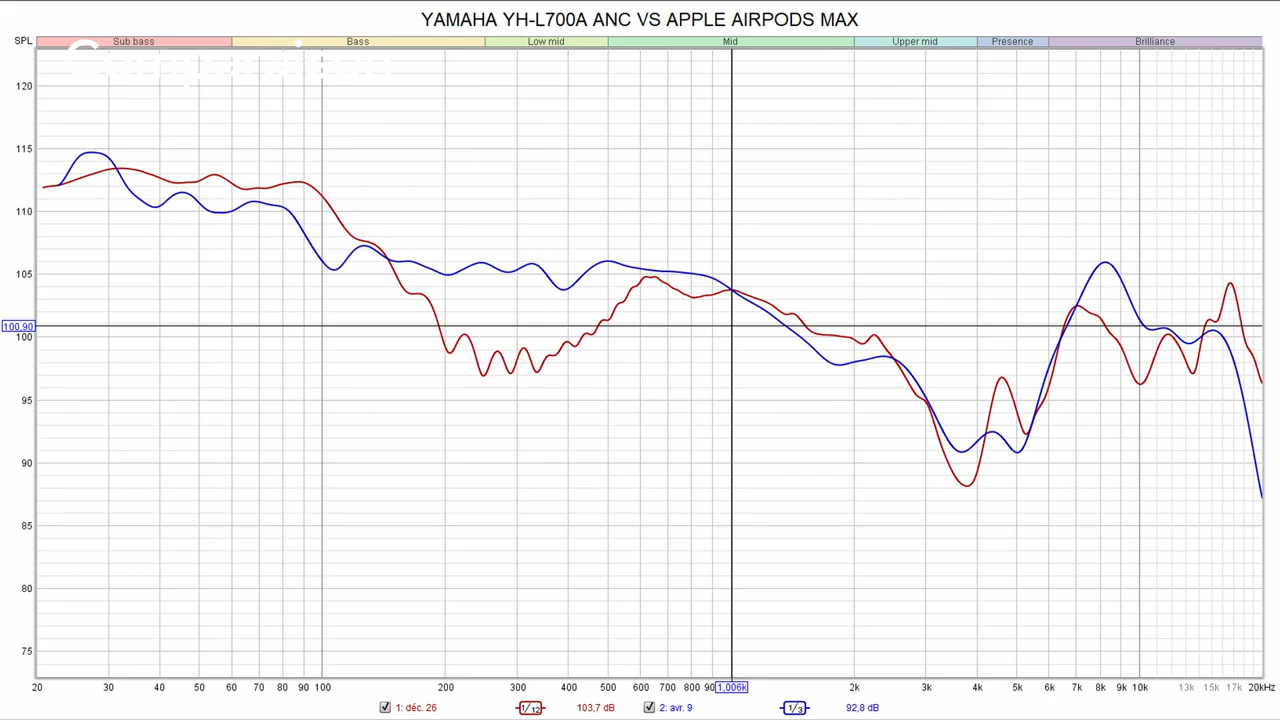 YAMAHA YH-L700A ANC VS APPLE AIRPODS MAX
SPL Sub bass Bass Low mid Mid Upper mid Presence Brilliance
120
115
110
105
100,90
100
95
90
85
80
75
20 30 40 50 60 70 80 90 100 200 300 400 500 600 700 800 90 1,006k 2k 3k 4k 5k 6k 7k 8k 9k 10k 13k 15k 17k 20kHz
1: déc. 26 1/12 103,7 dB 2: avr. 9 1/3 92,8 dB